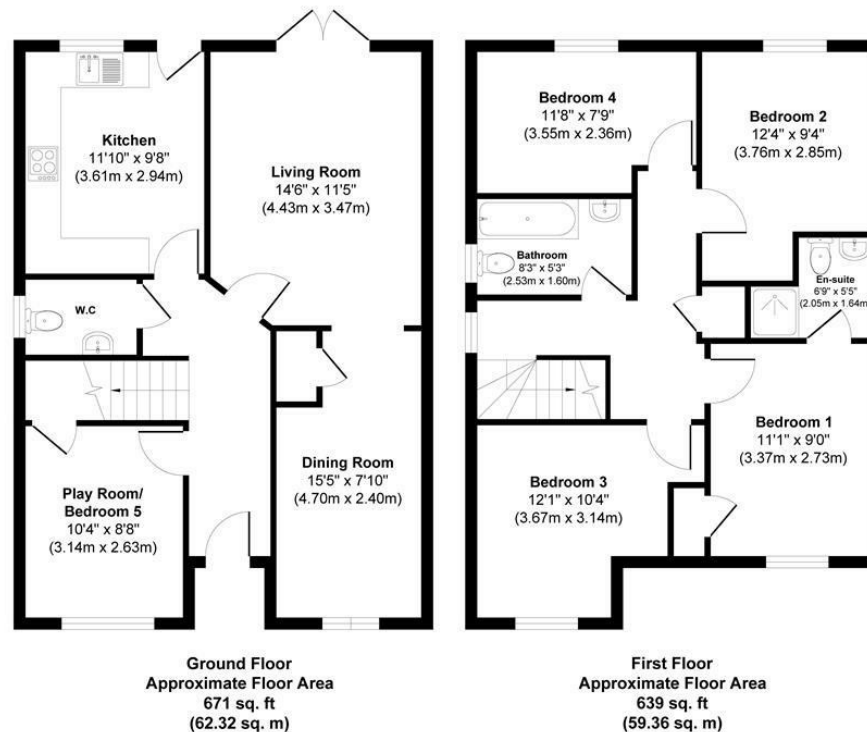 Kitchen
11'10" x 9'8"
(3.61m x 2.94m)
Living Room
14'6" x 11'5"
(4.43m x 3.47m)
W.C
Dining Room
15'5" x 7'10"
(4.70m x 2.40m)
Play Room/
Bedroom 5
10'4" x 8'8"
(3.14m x 2.63m)
Ground Floor
Approximate Floor Area
671 sq. ft
(62.32 sq. m)
Bedroom 4
11'8" x 7'9"
(3.55m x 2.36m)
Bedroom 2
12'4" x 9'4"
(3.76m x 2.85m)
Bathroom
8'3" x 5'3"
(2.53m x 1.60m)
En-suite
6'9" x 5'5"
(2.05m x 1.64m)
Bedroom 1
11'1" x 9'0"
(3.37m x 2.73m)
Bedroom 3
12'1" x 10'4"
(3.67m x 3.14m)
First Floor
Approximate Floor Area
639 sq. ft
(59.36 sq. m)